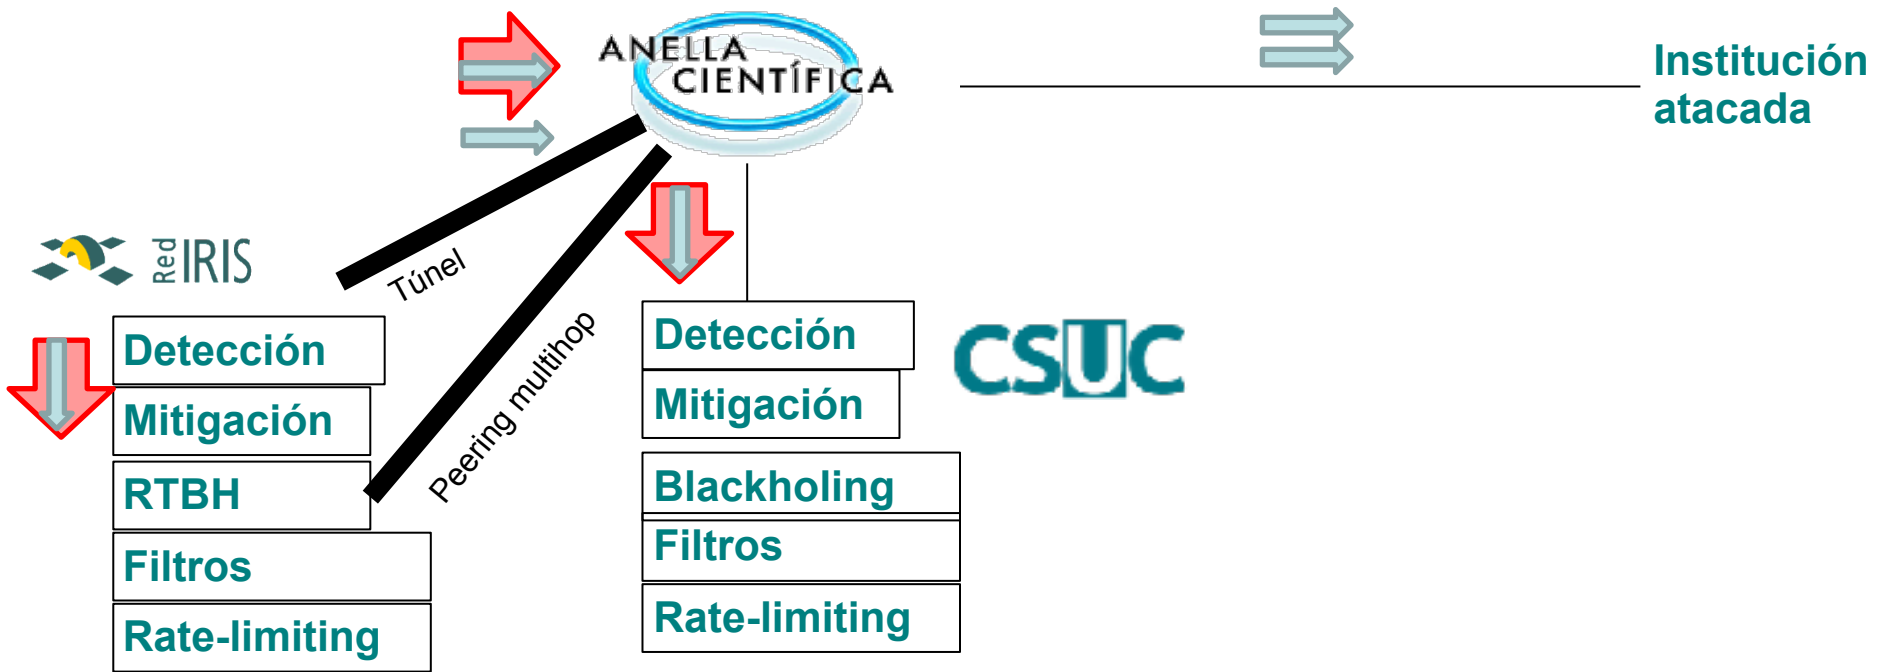 ANELLA
CIENTÍFICA
Institución
atacada
Red IRIS
Túnel
Peering multihop
Detección
Mitigación
RTBH
Filtros
Rate-limiting
Detección
Mitigación
Blackholing
Filtros
Rate-limiting
CSUC